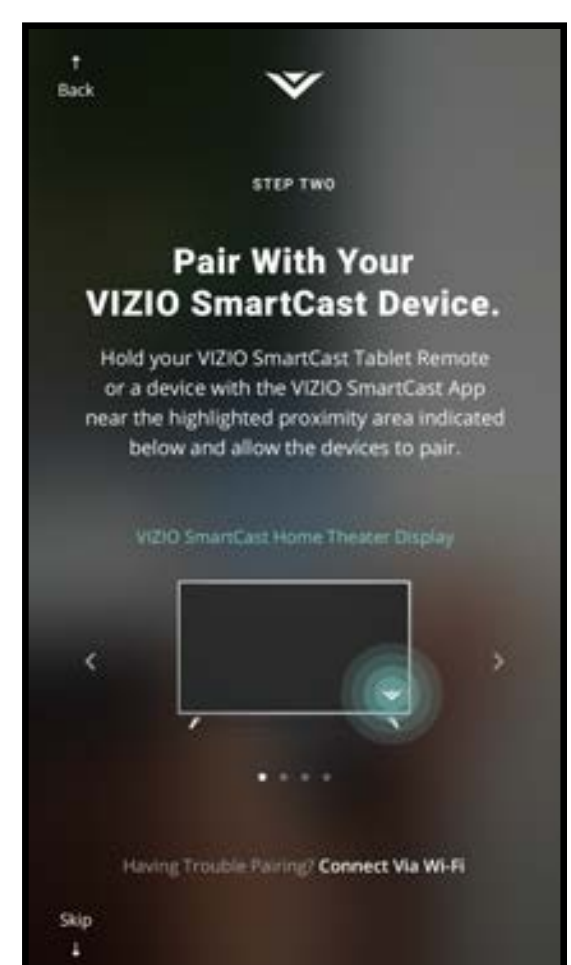 ↑
Back
STEP TWO
Pair With Your
VIZIO SmartCast Device.
Hold your VIZIO SmartCast Tablet Remote
or a device with the VIZIO SmartCast App
near the highlighted proximity area indicated
below and allow the devices to pair.
VIZIO SmartCast Home Theater Display
Having Trouble Pairing? Connect Via Wi-Fi
Skip
↓